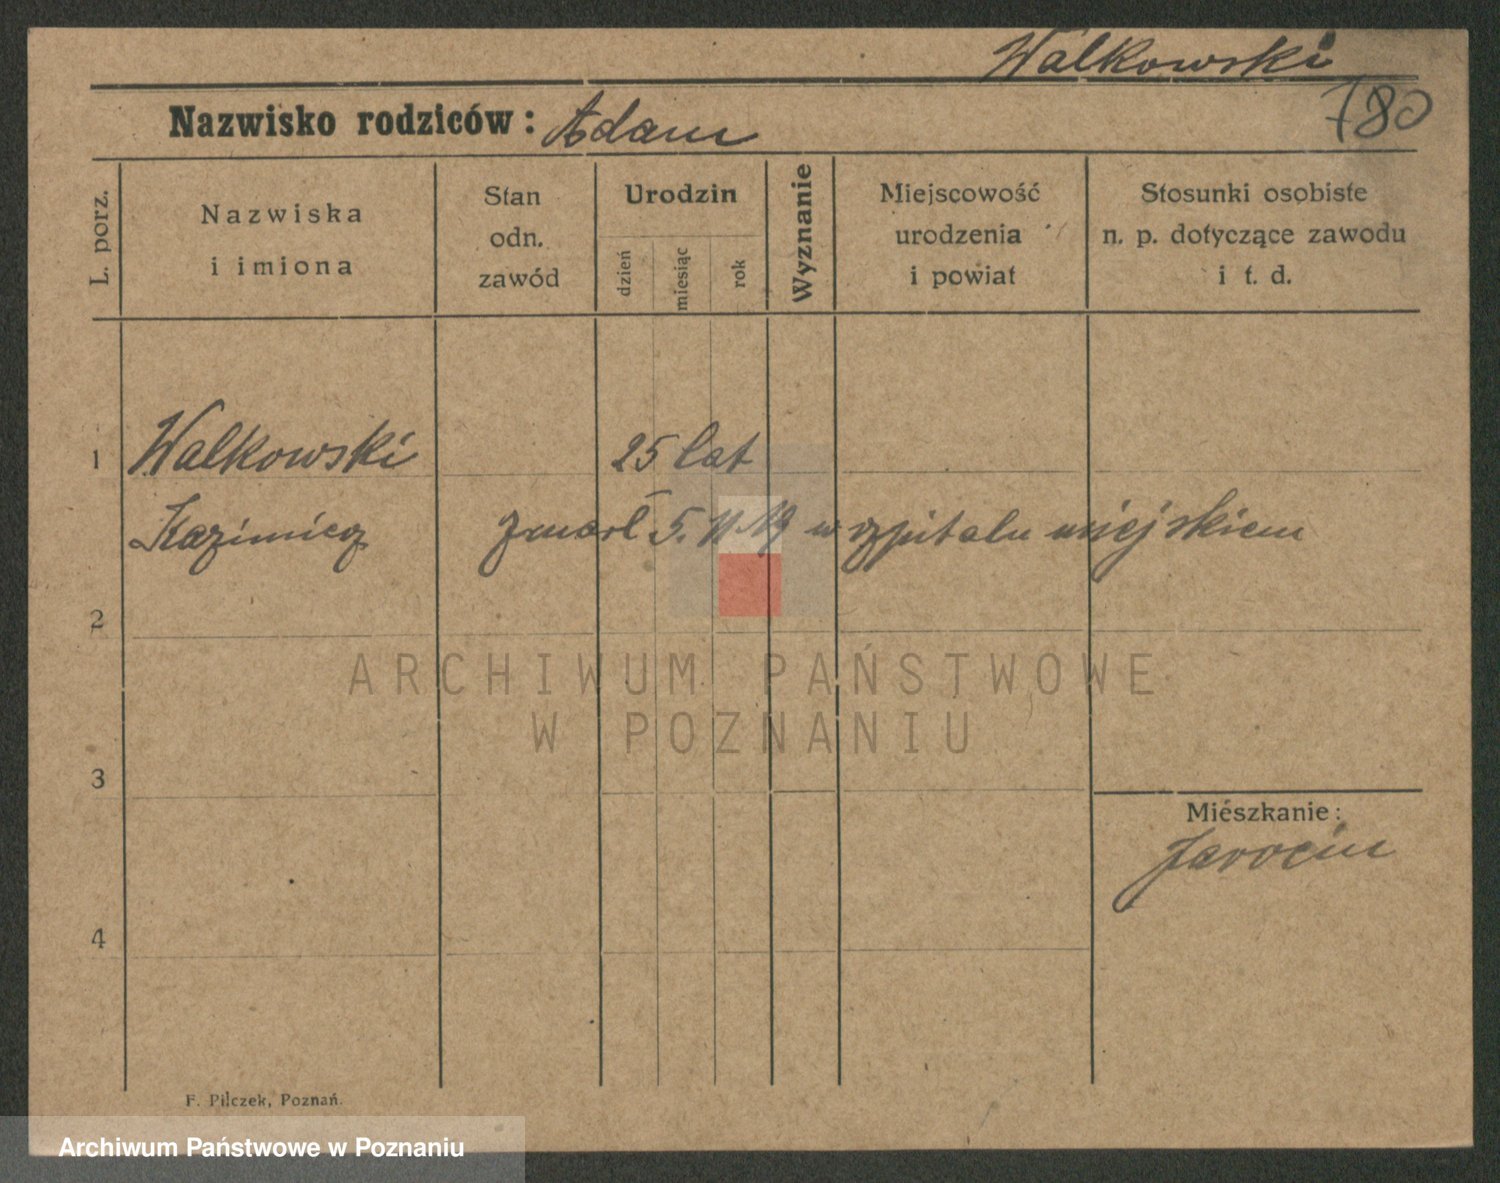 Walkowski
780
Nazwisko rodziców: Adam
L. porz.
Nazwiska
i imiona
Stan
odn.
zawód
Urodzin
dzień
miesiąc
rok
Wyznanie
Miejscowość
urodzenia
i powiat
Stosunki osobiste
n. p. dotyczące zawodu
i t. d.
1 Walkowski 25 lat
Kazimierz zmarł 5. 11 19 w szpitalu miejskiem
2
ARCHIWUM PAŃSTWOWE
W POZNANIU
3
Mieszkanie:
Jarocin
4
F. Pilczek, Poznań.
Archiwum Państwowe w Poznaniu